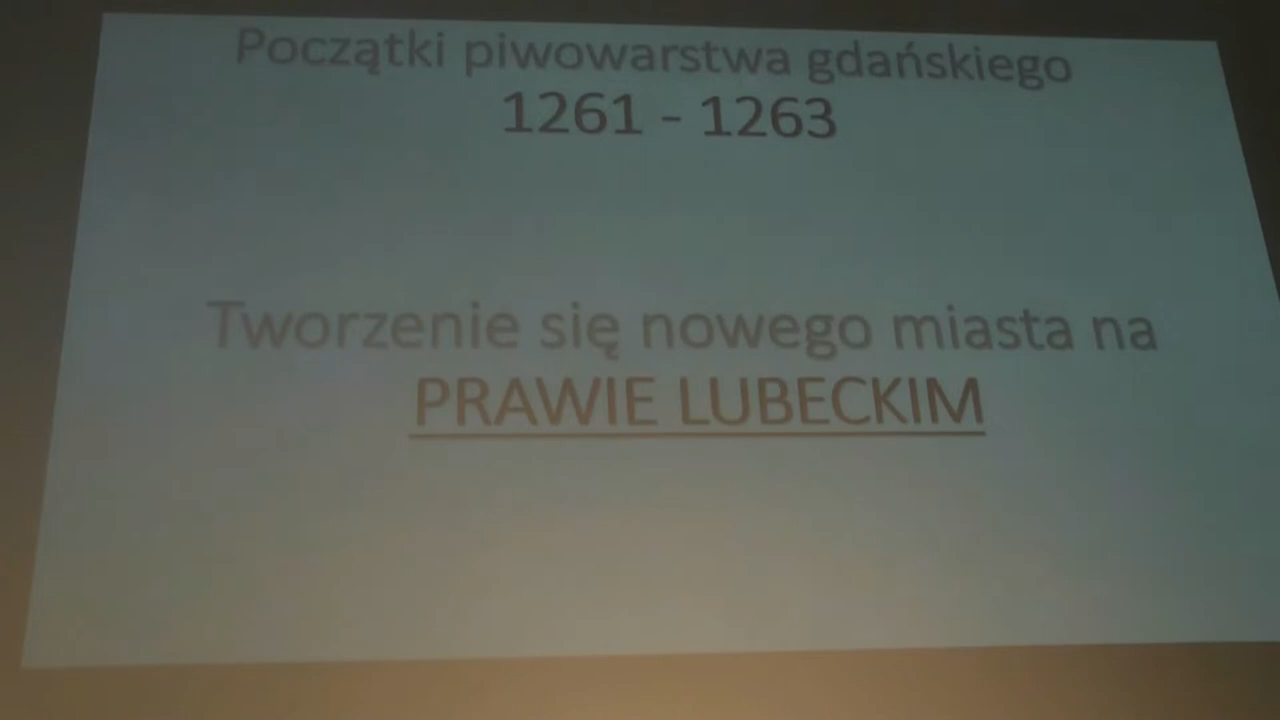 Początki piwowarstwa gdańskiego
1261 - 1263
Tworzenie się nowego miasta na
PRAWIE LUBECKIM